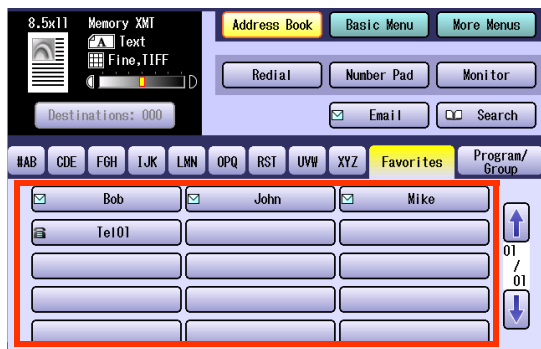 8.5x11 Memory XMT
A Text
Fine,TIFF
D
Destinations: 000
Address Book Basic Menu More Menus
Redial Number Pad Monitor
Email Search
#AB CDE FGH IJK LMN OPQ RST UVW XYZ Favorites Program/
Group
Bob John Mike
Tel01
01
/
01